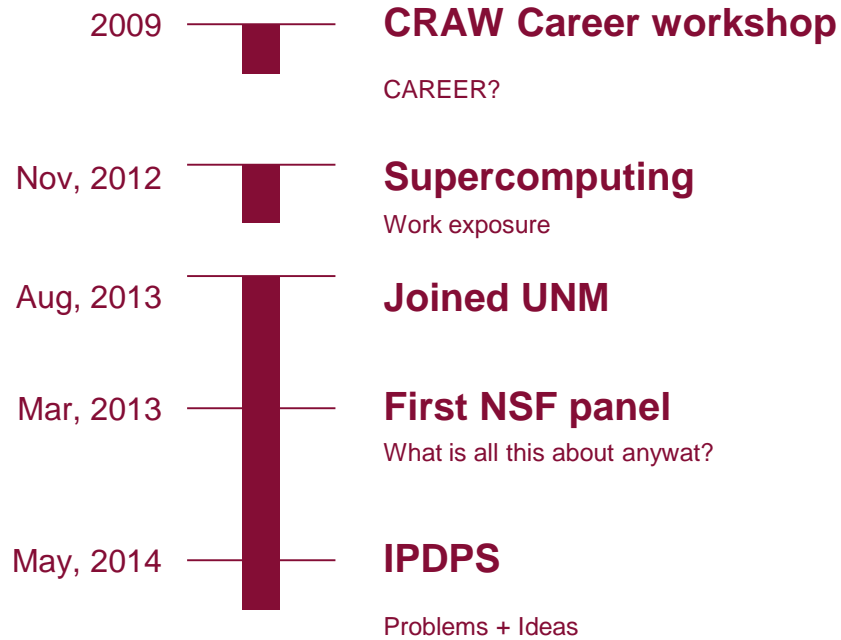 2009
CRAW Career workshop
CAREER?
Nov, 2012
Supercomputing
Work exposure
Aug, 2013
Joined UNM
Mar, 2013
First NSF panel
What is all this about anywat?
May, 2014
IPDPS
Problems + Ideas